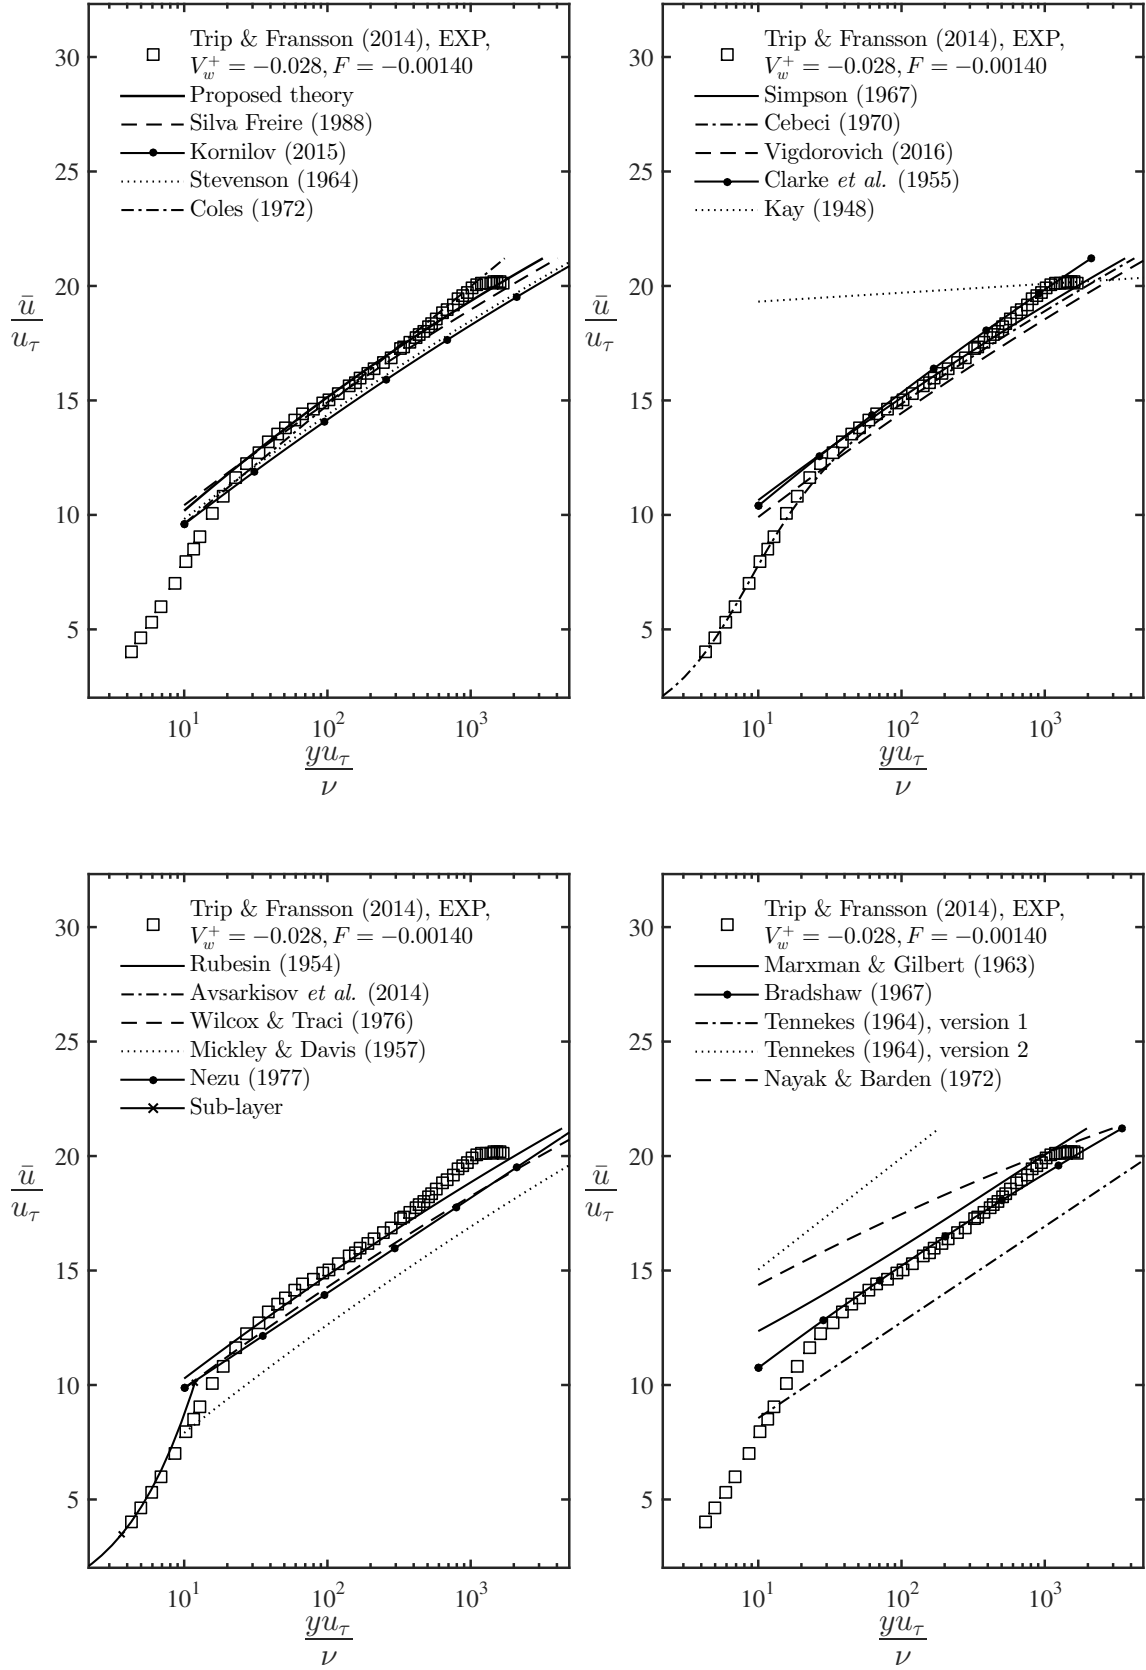 Trip & Fransson (2014), EXP,
V_w^+ = −0.028, F = −0.00140
Proposed theory
Silva Freire (1988)
Kornilov (2015)
Stevenson (1964)
Coles (1972)
30
25
20
15
10
5
ū/u_τ
10^1 10^2 10^3
yu_τ/ν
Trip & Fransson (2014), EXP,
V_w^+ = −0.028, F = −0.00140
Simpson (1967)
Cebeci (1970)
Vigdorovich (2016)
Clarke et al. (1955)
Kay (1948)
30
25
20
15
10
5
ū/u_τ
10^1 10^2 10^3
yu_τ/ν
Trip & Fransson (2014), EXP,
V_w^+ = −0.028, F = −0.00140
Rubesin (1954)
Avsarkisov et al. (2014)
Wilcox & Traci (1976)
Mickley & Davis (1957)
Nezu (1977)
Sub-layer
30
25
20
15
10
5
ū/u_τ
10^1 10^2 10^3
yu_τ/ν
Trip & Fransson (2014), EXP,
V_w^+ = −0.028, F = −0.00140
Marxman & Gilbert (1963)
Bradshaw (1967)
Tennekes (1964), version 1
Tennekes (1964), version 2
Nayak & Barden (1972)
30
25
20
15
10
5
ū/u_τ
10^1 10^2 10^3
yu_τ/ν